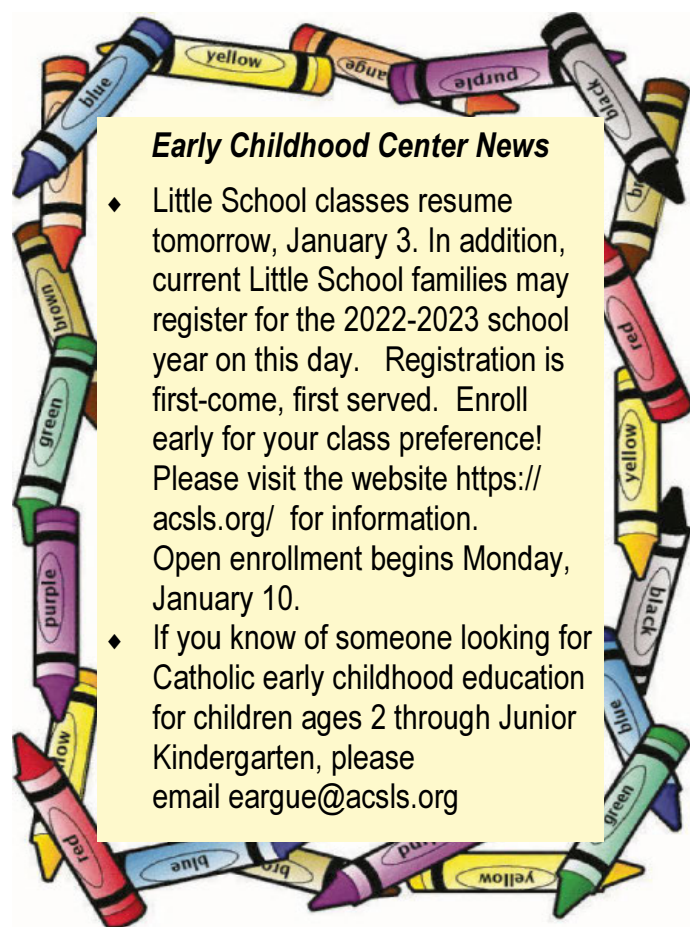 blue
yellow
ange
purple
black
Early Childhood Center News
♦ Little School classes resume
tomorrow, January 3. In addition,
current Little School families may
register for the 2022-2023 school
year on this day.   Registration is
first-come, first served.  Enroll
early for your class preference!
Please visit the website https://
acsls.org/  for information.
Open enrollment begins Monday,
January 10.
♦ If you know of someone looking for
Catholic early childhood education
for children ages 2 through Junior
Kindergarten, please
email eargue@acsls.org
br
brown
red
green
yellow
purple
black
low
blue
red
green
blue
yellow